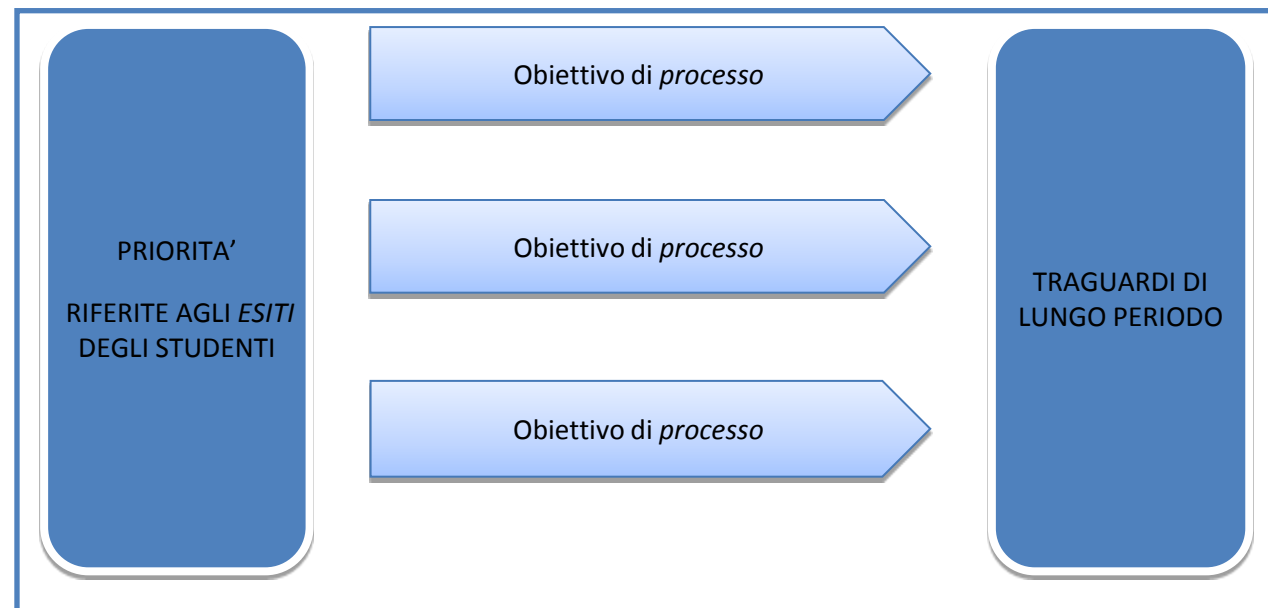 PRIORITA’
RIFERITE AGLI ESITI
DEGLI STUDENTI
Obiettivo di processo
Obiettivo di processo
Obiettivo di processo
TRAGUARDI DI
LUNGO PERIODO